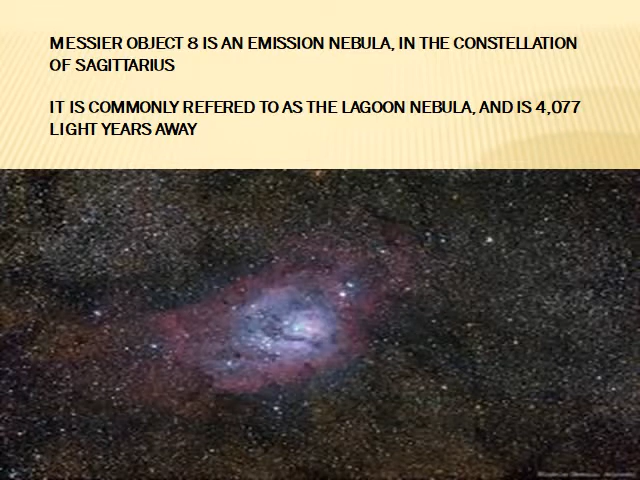 MESSIER OBJECT 8 IS AN EMISSION NEBULA, IN THE CONSTELLATION
OF SAGITTARIUS
IT IS COMMONLY REFERED TO AS THE LAGOON NEBULA, AND IS 4,077
LIGHT YEARS AWAY